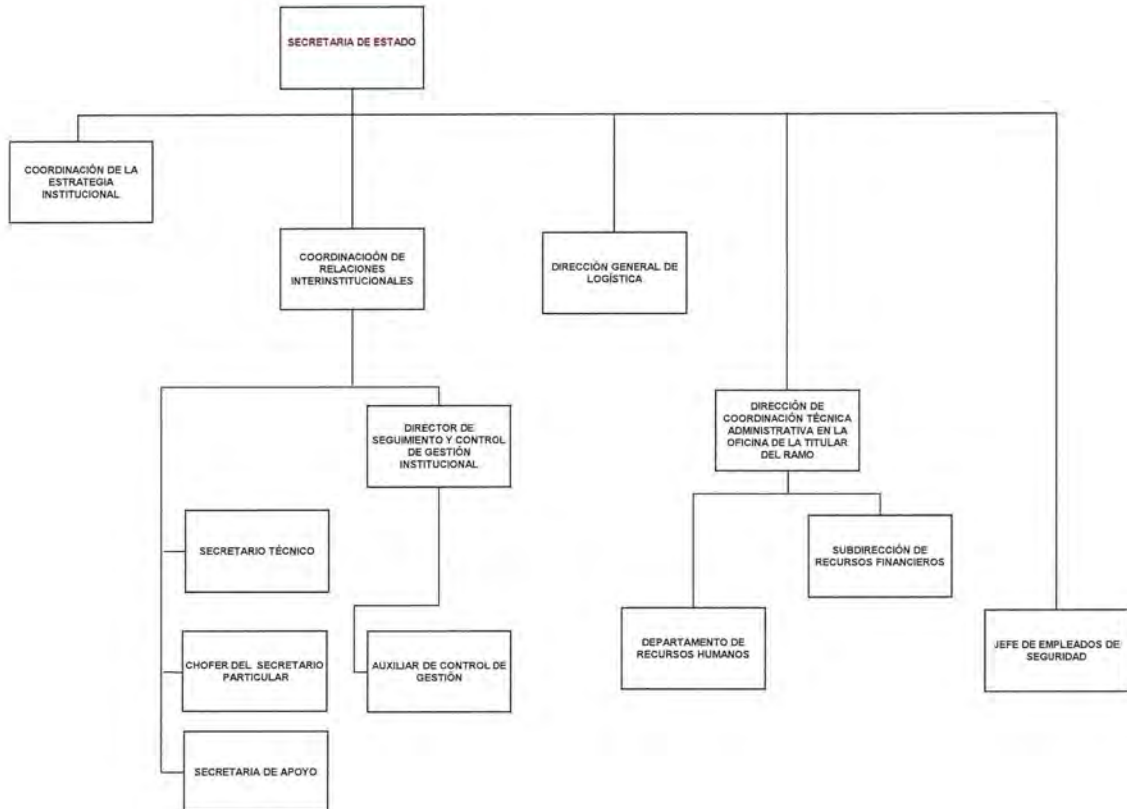 SECRETARIA DE ESTADO
COORDINACIÓN DE LA
ESTRATEGIA
INSTITUCIONAL
COORDINACIOÓN DE
RELACIONES
INTERINSTITUCIONALES
DIRECCIÓN GENERAL DE
LOGÍSTICA
DIRECCIÓN DE
COORDINACIÓN TÉCNICA
ADMINISTRATIVA EN LA
OFICINA DE LA TITULAR
DEL RAMO
DIRECTOR DE
SEGUIMIENTO Y CONTROL
DE GESTIÓN
INSTITUCIONAL
SECRETARIO TÉCNICO
SUBDIRECCIÓN DE
RECURSOS FINANCIEROS
CHOFER DEL SECRETARIO
PARTICULAR
AUXILIAR DE CONTROL DE
GESTIÓN
DEPARTAMENTO DE
RECURSOS HUMANOS
JEFE DE EMPLEADOS DE
SEGURIDAD
SECRETARIA DE APOYO